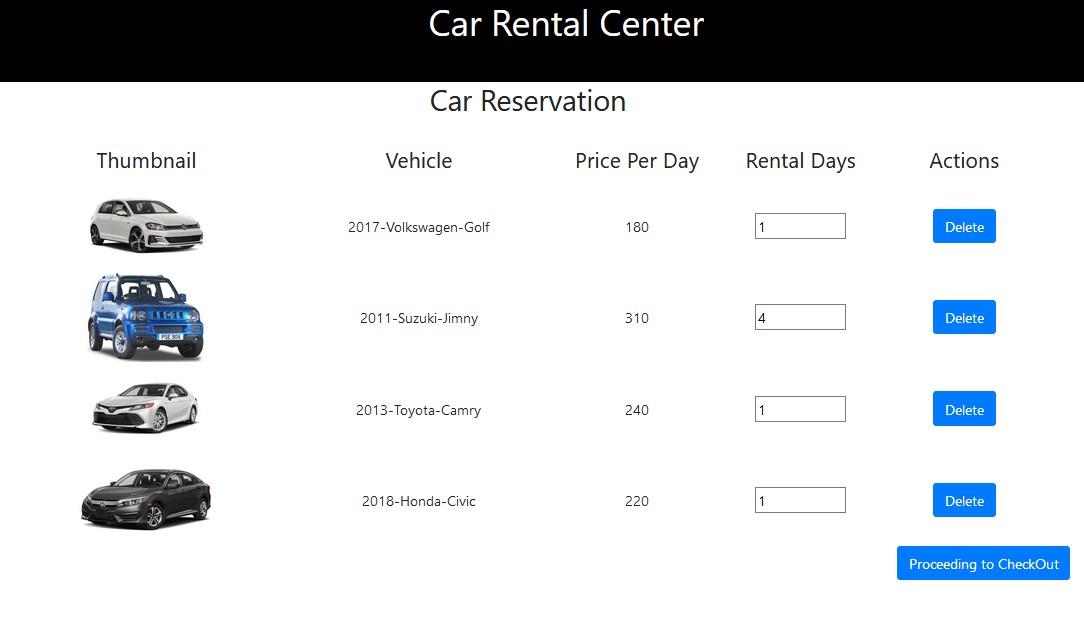 Car Rental Center
Car Reservation
Thumbnail Vehicle Price Per Day Rental Days Actions
2017-Volkswagen-Golf 180 1 Delete
2011-Suzuki-Jimny 310 4 Delete
PSE 906
2013-Toyota-Camry 240 1 Delete
2018-Honda-Civic 220 1 Delete
Proceeding to CheckOut